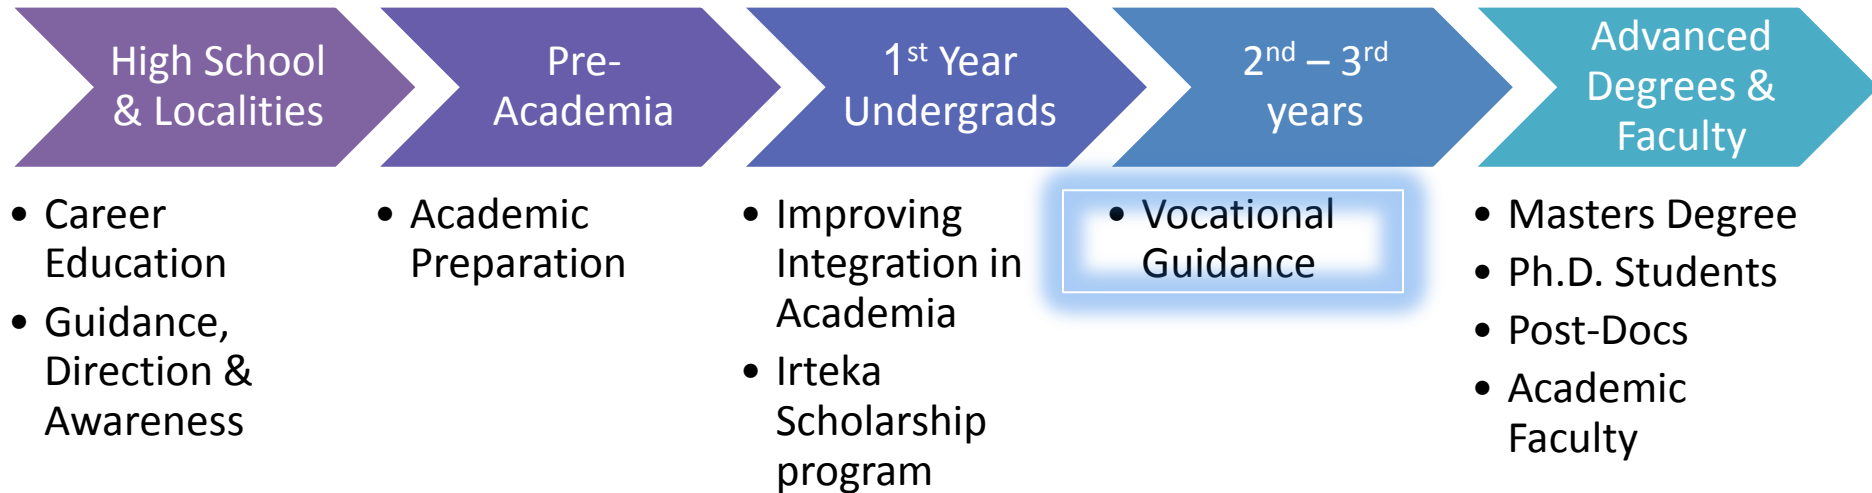 High School
& Localities
• Career
Education
• Guidance,
Direction &
Awareness
Pre-
Academia
• Academic
Preparation
1st Year
Undergrads
• Improving
Integration in
Academia
• Irteka
Scholarship
program
2nd – 3rd
years
• Vocational
Guidance
Advanced
Degrees &
Faculty
• Masters Degree
• Ph.D. Students
• Post-Docs
• Academic
Faculty